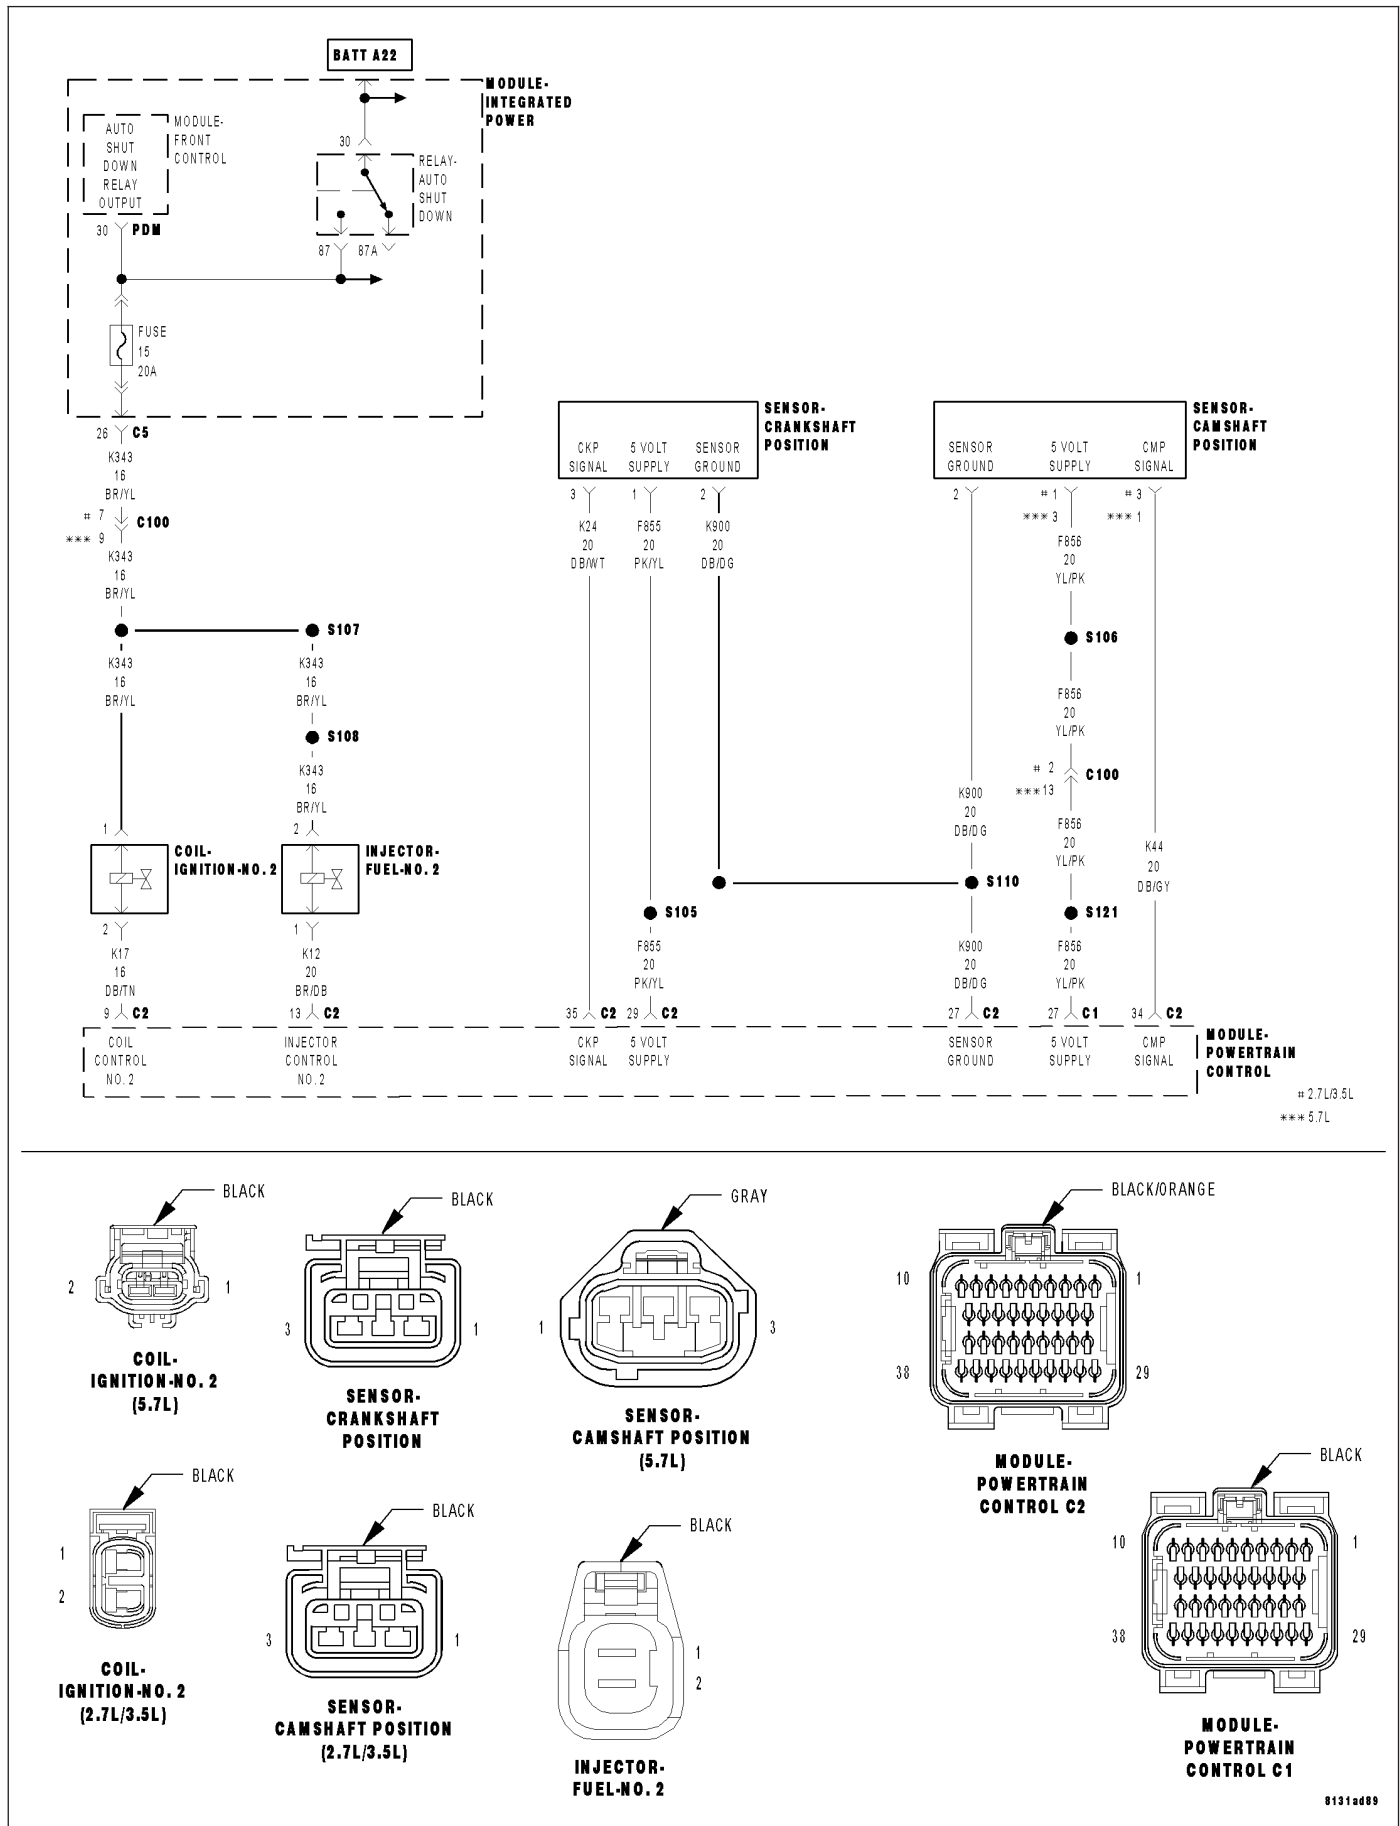 BATT A22
MODULE-
INTEGRATED
POWER
AUTO
SHUT
DOWN
RELAY
OUTPUT
MODULE-
FRONT
CONTROL
30
RELAY-
AUTO
SHUT
DOWN
30 PDM
87 87A
FUSE
15
20A
26 C5
K343
16
BR/YL
# 7
*** 9
C100
K343
16
BR/YL
S107
K343
16
BR/YL
K343
16
BR/YL
S108
K343
16
BR/YL
1
2
COIL-
IGNITION-NO. 2
INJECTOR-
FUEL-NO. 2
2
1
K17
16
DB/TN
K12
20
BR/DB
9 C2
13 C2
SENSOR-
CRANKSHAFT
POSITION
CKP
SIGNAL
5 VOLT
SUPPLY
SENSOR
GROUND
3 1 2
K24
20
DB/WT
F855
20
PK/YL
K900
20
DB/DG
S105
F855
20
PK/YL
35 C2
29 C2
SENSOR-
CAMSHAFT
POSITION
SENSOR
GROUND
5 VOLT
SUPPLY
CMP
SIGNAL
2
# 1
*** 3
# 3
*** 1
F856
20
YL/PK
S106
F856
20
YL/PK
# 2
*** 13
C100
K900
20
DB/DG
F856
20
YL/PK
K44
20
DB/GY
S110
S121
K900
20
DB/DG
F856
20
YL/PK
27 C2
27 C1
34 C2
COIL
CONTROL
NO. 2
INJECTOR
CONTROL
NO. 2
CKP
SIGNAL
5 VOLT
SUPPLY
SENSOR
GROUND
5 VOLT
SUPPLY
CMP
SIGNAL
MODULE-
POWERTRAIN
CONTROL
# 2.7L/3.5L
*** 5.7L
BLACK
2 1
COIL-
IGNITION-NO. 2
(5.7L)
BLACK
3 1
SENSOR-
CRANKSHAFT
POSITION
GRAY
1 3
SENSOR-
CAMSHAFT POSITION
(5.7L)
BLACK/ORANGE
10 1
38 29
MODULE-
POWERTRAIN
CONTROL C2
BLACK
1
2
COIL-
IGNITION-NO. 2
(2.7L/3.5L)
BLACK
3 1
SENSOR-
CAMSHAFT POSITION
(2.7L/3.5L)
BLACK
1
2
INJECTOR-
FUEL-NO. 2
BLACK
10 1
38 29
MODULE-
POWERTRAIN
CONTROL C1
8131ad89